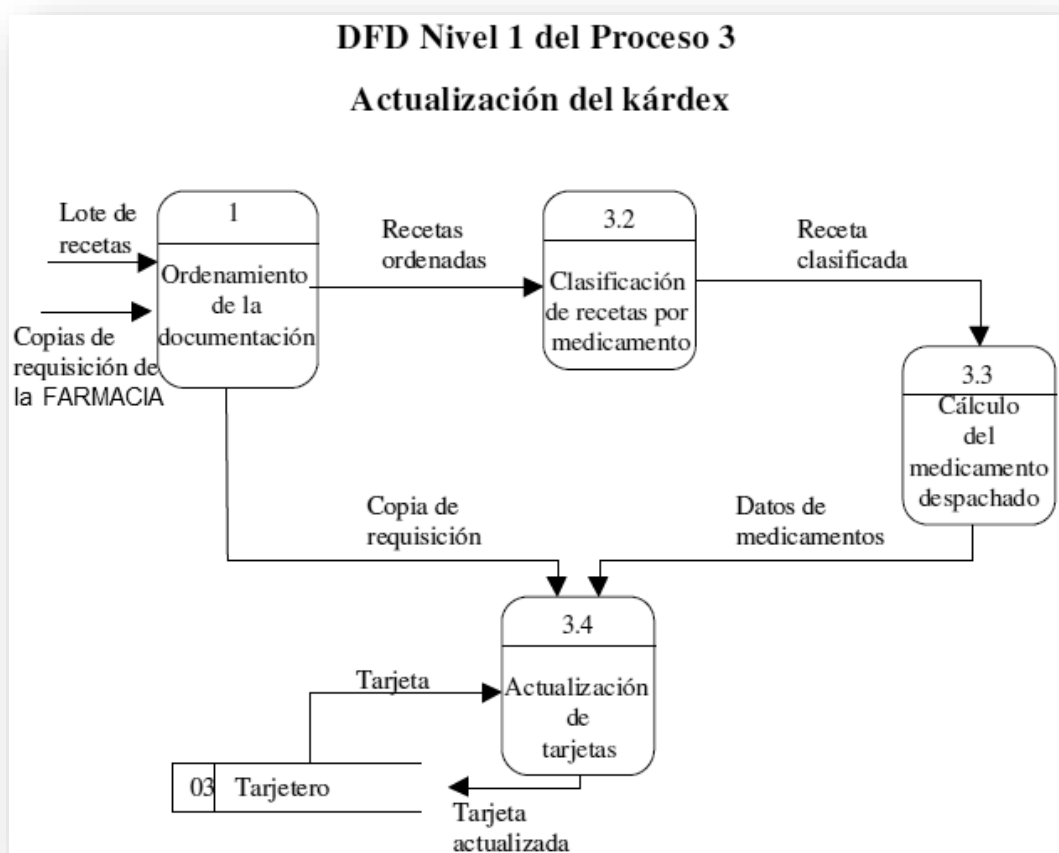 DFD Nivel 1 del Proceso 3
Actualización del kárdex
Lote de
recetas
Copias de
requisición de
la FARMACIA
1
Ordenamiento
de la
documentación
Recetas
ordenadas
3.2
Clasificación
de recetas por
medicamento
Receta
clasificada
3.3
Cálculo
del
medicamento
despachado
Copia de
requisición
Datos de
medicamentos
3.4
Actualización
de
tarjetas
Tarjeta
03 Tarjetero
Tarjeta
actualizada